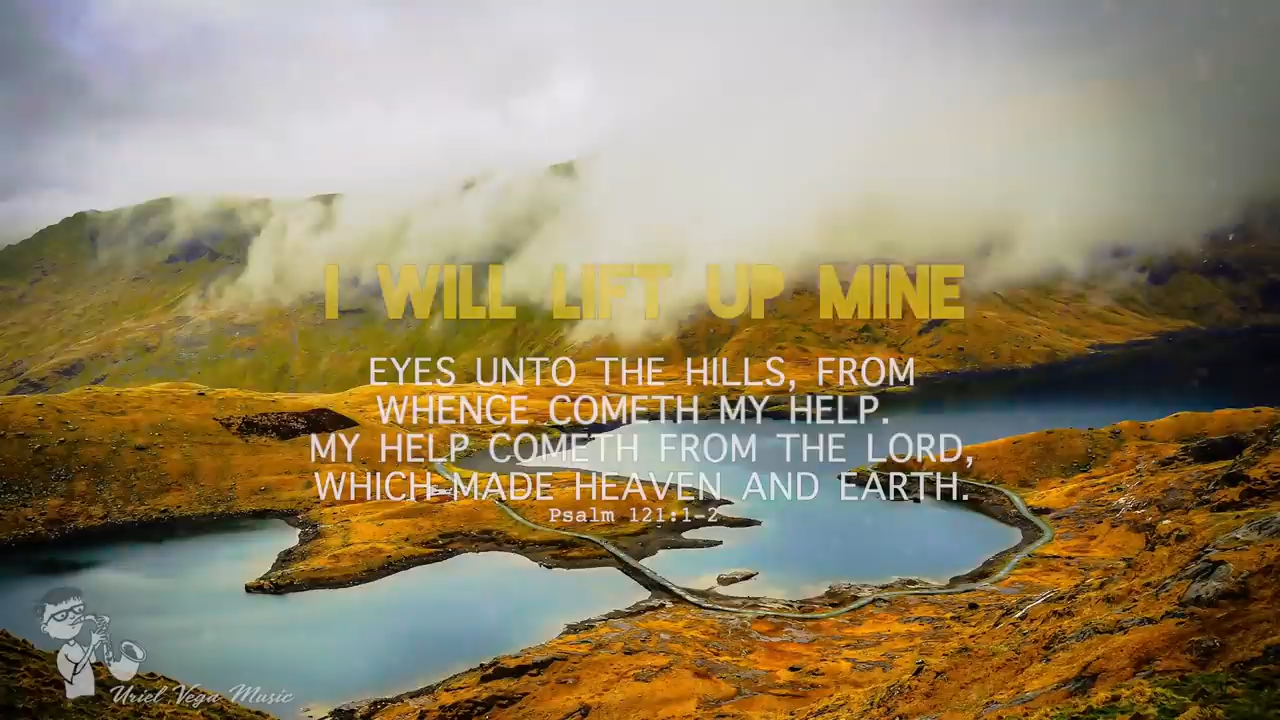 I WILL LIFT UP MINE
EYES UNTO THE HILLS, FROM
WHENCE COMETH MY HELP.
MY HELP COMETH FROM THE LORD,
WHICH MADE HEAVEN AND EARTH.
Psalm 121:1-2
Uriel Vega Music